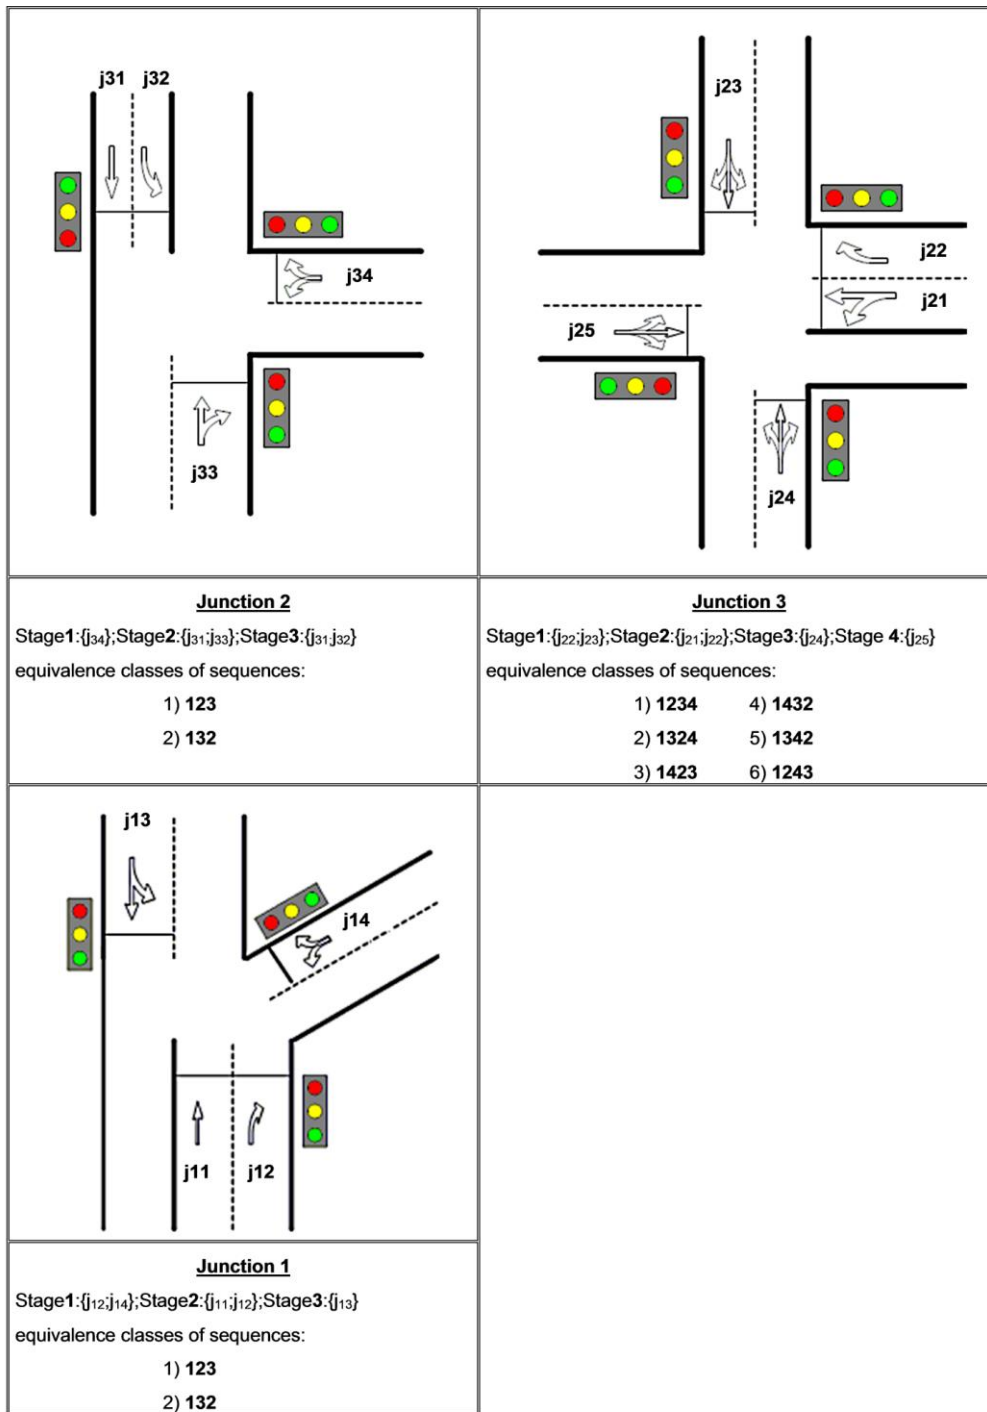 j31 j32
j34
j33
j23
j22
j21
j25
j24
Junction 2
Stage1:{j34};Stage2:{j31;j33};Stage3:{j31;j32}
equivalence classes of sequences:
1) 123
2) 132
Junction 3
Stage1:{j22;j23};Stage2:{j21;j22};Stage3:{j24};Stage 4:{j25}
equivalence classes of sequences:
1) 1234 4) 1432
2) 1324 5) 1342
3) 1423 6) 1243
j13
j14
j11 j12
Junction 1
Stage1:{j12;j14};Stage2:{j11;j12};Stage3:{j13}
equivalence classes of sequences:
1) 123
2) 132